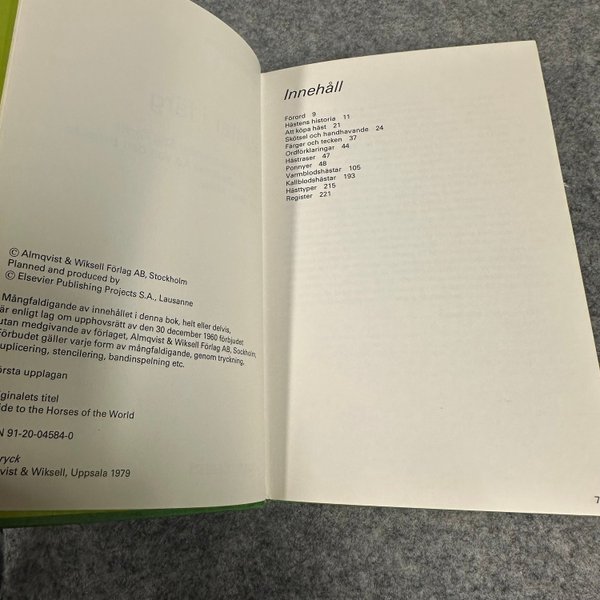 © Almqvist & Wiksell Förlag AB, Stockholm
Planned and produced by
© Elsevier Publishing Projects S.A., Lausanne
Mångfaldigande av innehållet i denna bok, helt eller delvis,
är enligt lag om upphovsrätt av den 30 december 1960 förbjudet
utan medgivande av förlaget, Almqvist & Wiksell Förlag AB, Stockholm.
Förbudet gäller varje form av mångfaldigande, genom tryckning,
uplicering, stencilering, bandinspelning etc.
örsta upplagan
iginalets titel
ide to the Horses of the World
N 91-20-04584-0
ryck
vist & Wiksell, Uppsala 1979
Innehåll
Förord 9
Hästens historia 11
Att köpa häst 21
Skötsel och handhavande 24
Färger och tecken 37
Ordförklaringar 44
Hästraser 47
Ponnyer 48
Varmblodshästar 105
Kallblodshästar 193
Hästtyper 215
Register 221
7